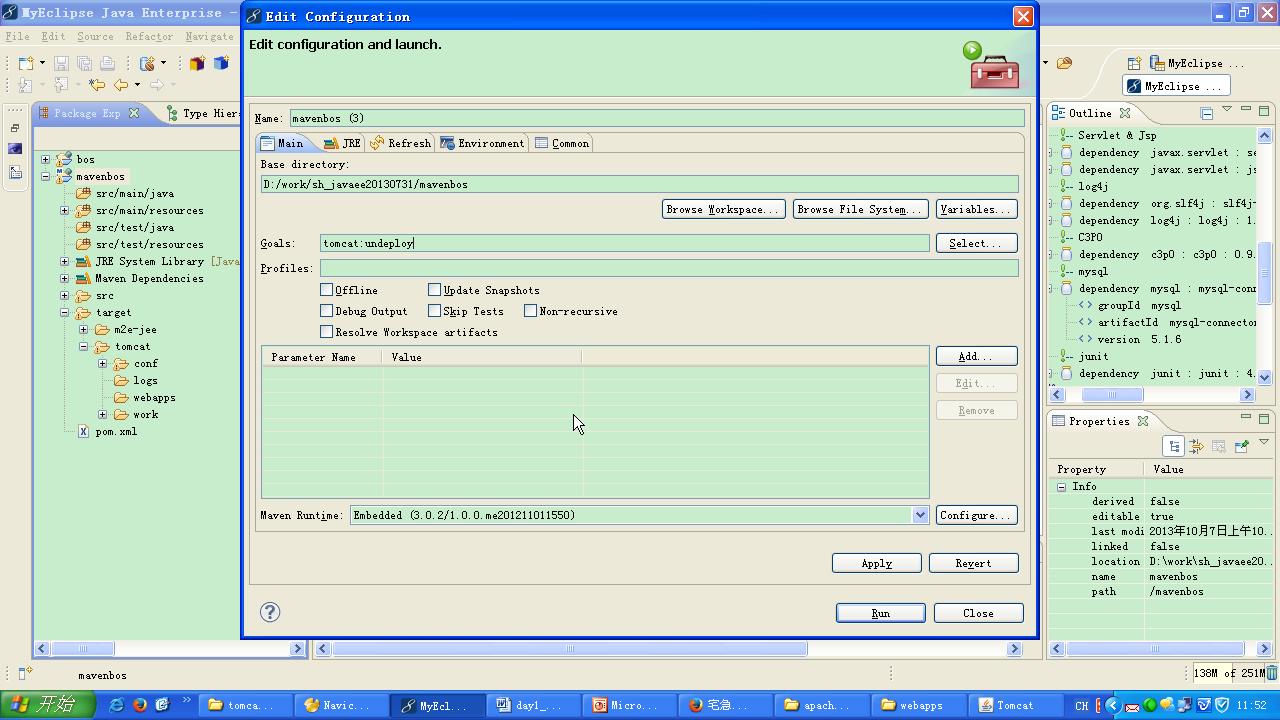 MyEclipse Java Enterprise -
File Edit Source Refactor Navigate
Edit Configuration
Edit configuration and launch.
Name: mavenbos (3)
Main JRE Refresh Environment Common
Base directory:
D:/work/sh_javaee20130731/mavenbos
Browse Workspace... Browse File System... Variables...
Goals: tomcat:undeploy Select...
Profiles:
Offline Update Snapshots
Debug Output Skip Tests Non-recursive
Resolve Workspace artifacts
Parameter Name Value
Add...
Edit...
Remove
Maven Runtime: Embedded (3.0.2/1.0.0.me201211011550) Configure...
Apply Revert
Run Close
Package Exp Type Hier
bos
mavenbos
src/main/java
src/main/resources
src/test/java
src/test/resources
JRE System Library [Java
Maven Dependencies
src
target
m2e-jee
tomcat
conf
logs
webapps
work
pom.xml
MyEclipse ...
MyEclipse ...
Outline
Servlet & Jsp
dependency javax.servlet : se
dependency javax.servlet : js
log4j
dependency org.slf4j : slf4j-
dependency log4j : log4j : 1.
C3P0
dependency c3p0 : c3p0 : 0.9.
mysql
dependency mysql : mysql-conn
groupId mysql
artifactId mysql-connector
version 5.1.6
junit
dependency junit : junit : 4.
Properties
Property Value
Info
derived false
editable true
last modi 2013年10月7日上午10...
linked false
location D:\work\sh_javaee20...
name mavenbos
path /mavenbos
mavenbos
138M of 251M
开始 tomca... Navic... MyEcl... day1_... Micro... 宅急... apach... webapps Tomcat CH 11:52